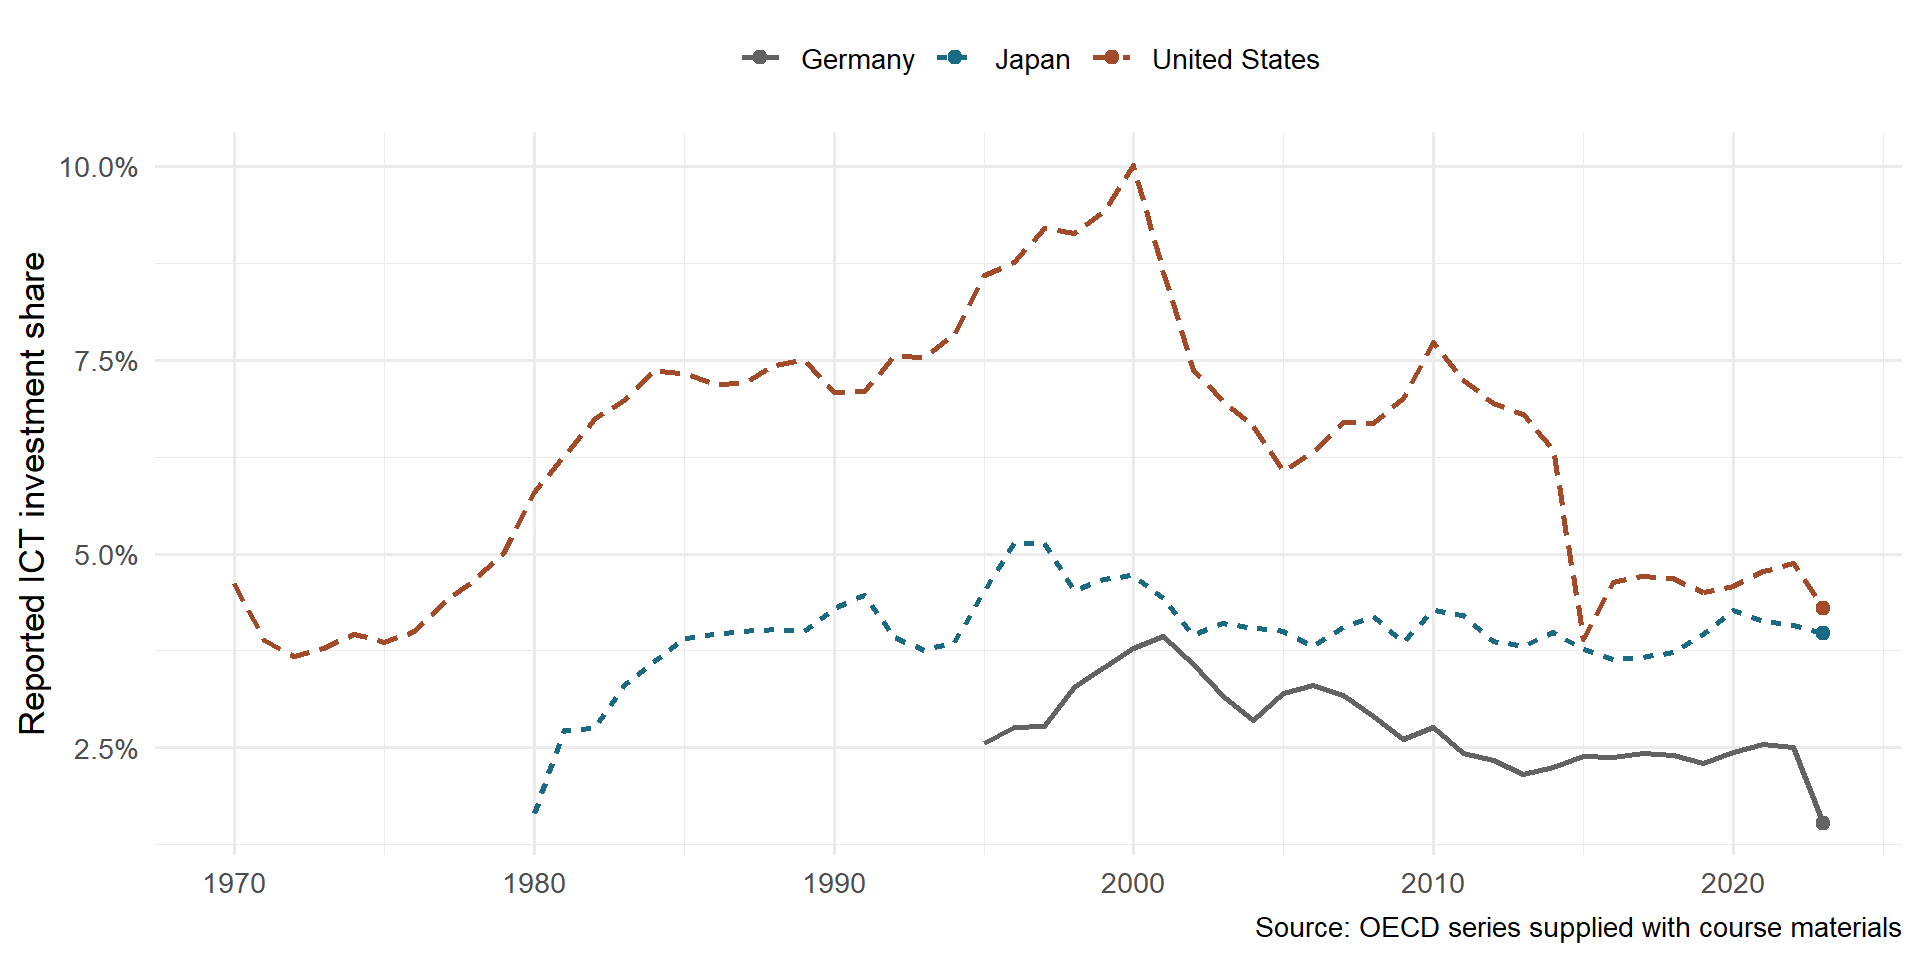 Germany Japan United States
Reported ICT investment share
10.0%
7.5%
5.0%
2.5%
1970 1980 1990 2000 2010 2020
Source: OECD series supplied with course materials